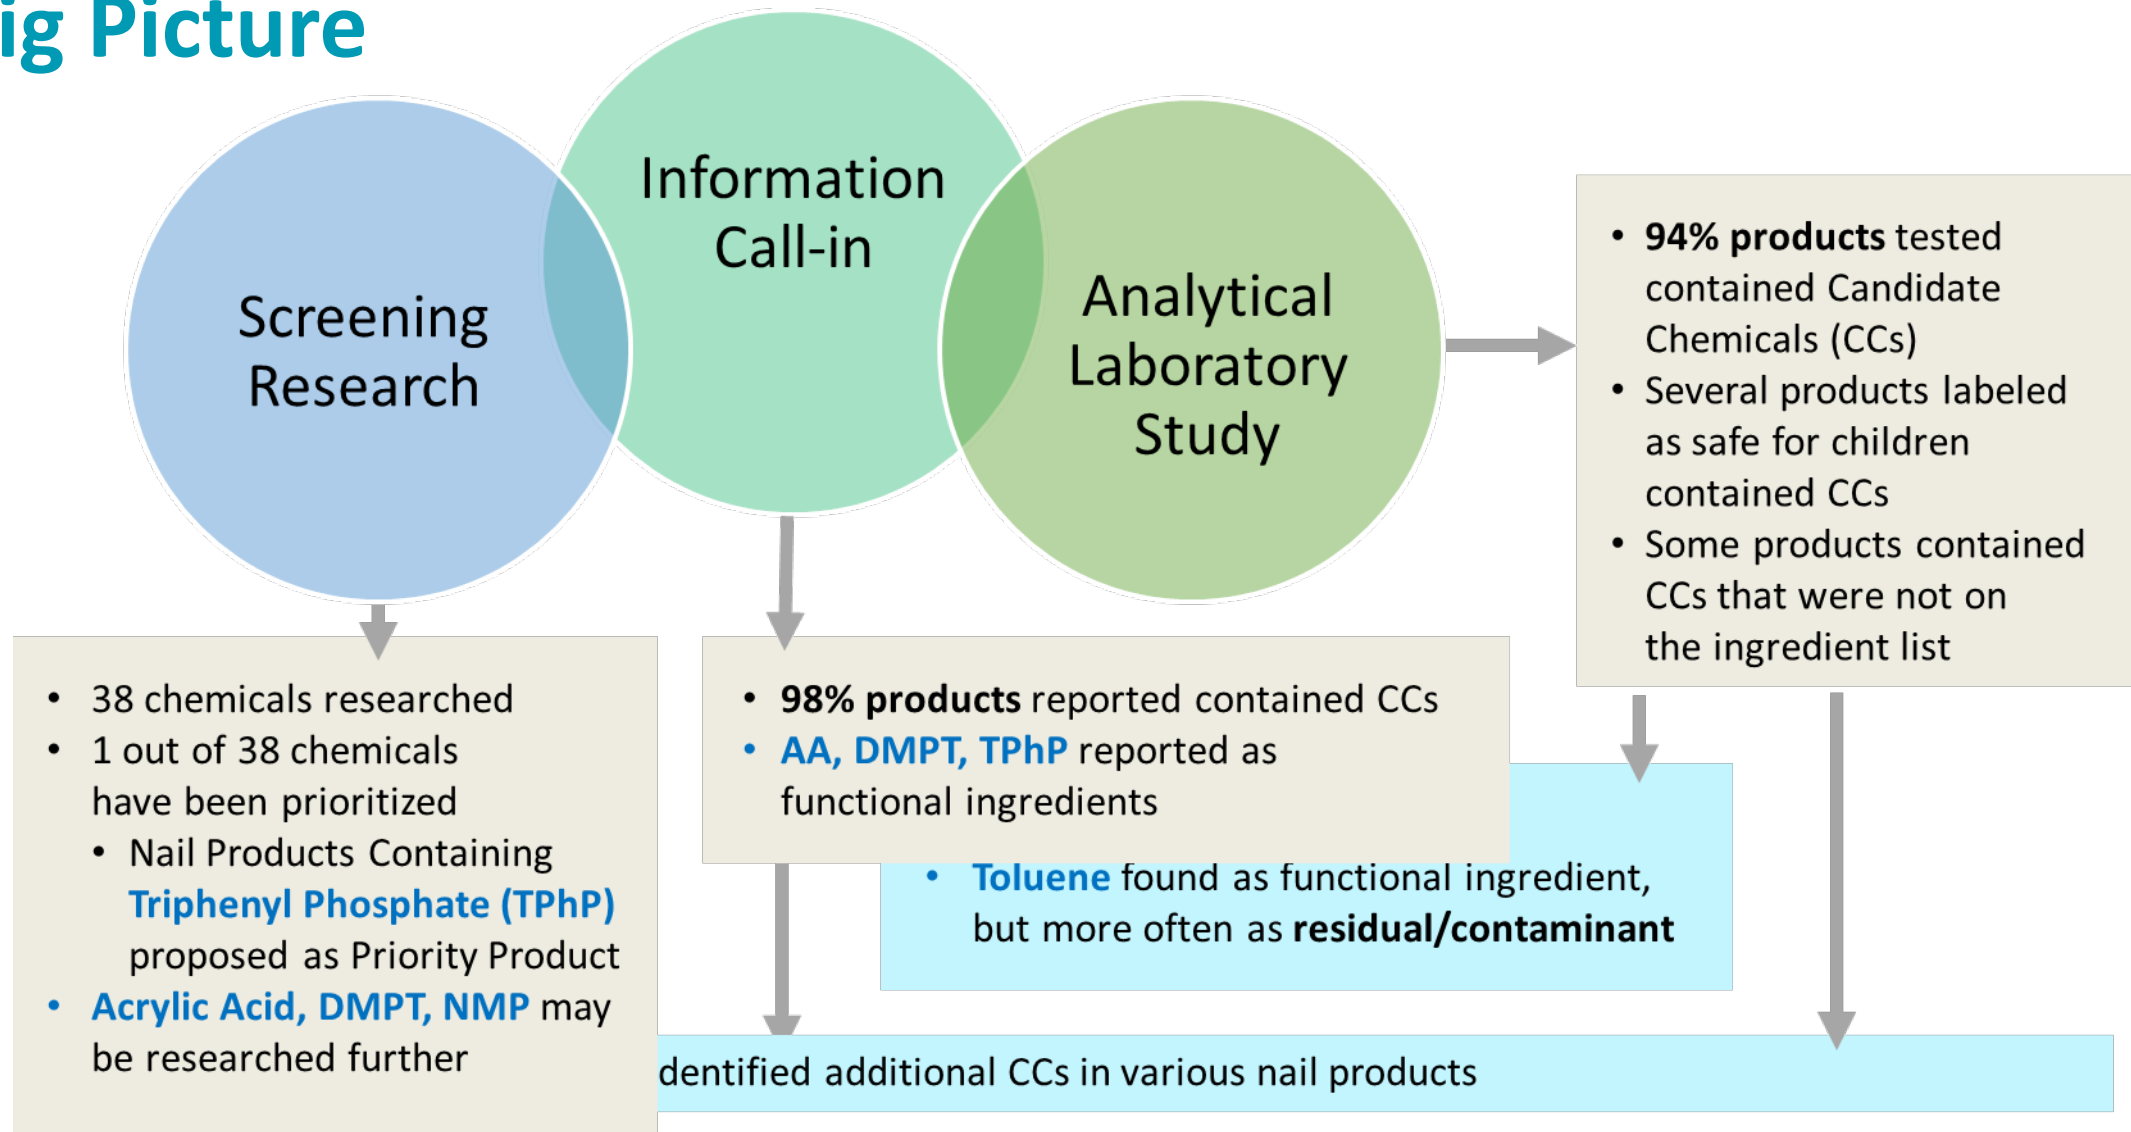 ig Picture
Screening
Research
Information
Call-in
Analytical
Laboratory
Study
• 94% products tested
contained Candidate
Chemicals (CCs)
• Several products labeled
as safe for children
contained CCs
• Some products contained
CCs that were not on
the ingredient list
• 38 chemicals researched
• 1 out of 38 chemicals
have been prioritized
• Nail Products Containing
Triphenyl Phosphate (TPhP)
proposed as Priority Product
• Acrylic Acid, DMPT, NMP may
be researched further
• 98% products reported contained CCs
• AA, DMPT, TPhP reported as
functional ingredients
• Toluene found as functional ingredient,
but more often as residual/contaminant
dentified additional CCs in various nail products